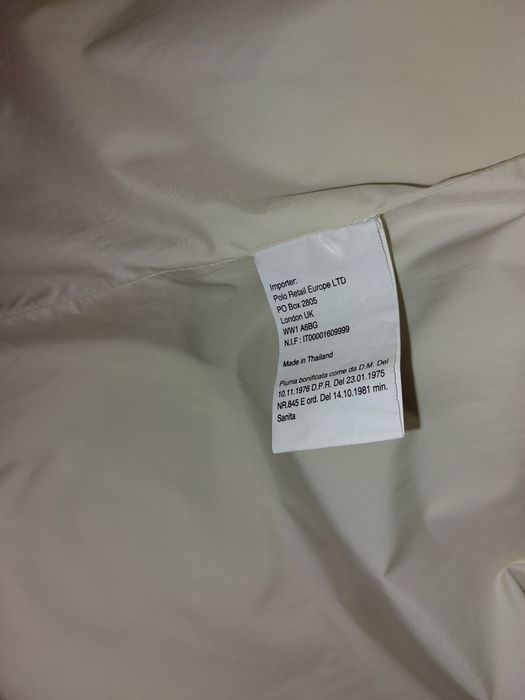 Importer:
Polo Retail Europe LTD
PO Box 2805
London UK
WW1 A6BG
N.I.F : IT00001609999
Made in Thailand
Piuma bonificata come da D.M. Del
10.11.1976 D.P.R. Del 23.01.1975
NR.845 E ord. Del 14.10.1981 min.
Sanita